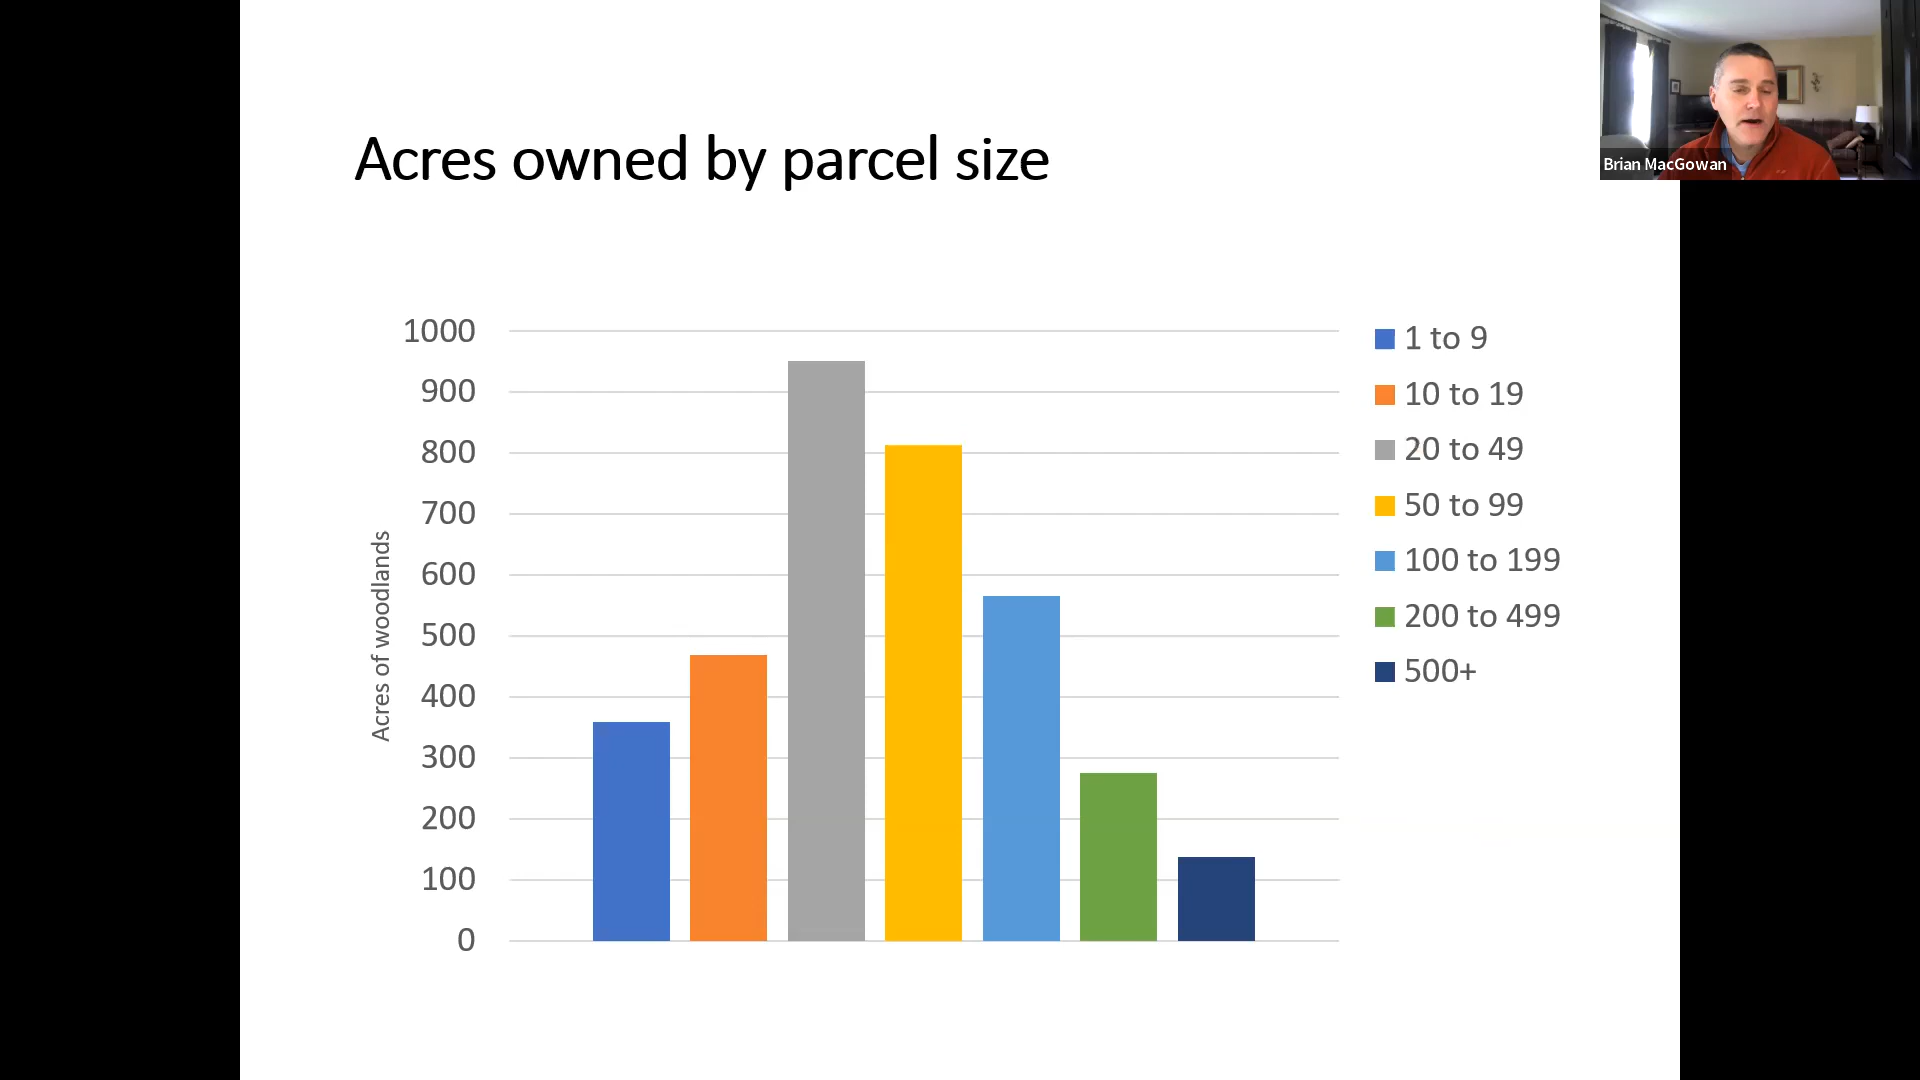 Acres owned by parcel size
Brian MacGowan
Acres of woodlands
1000
900
800
700
600
500
400
300
200
100
0
1 to 9
10 to 19
20 to 49
50 to 99
100 to 199
200 to 499
500+